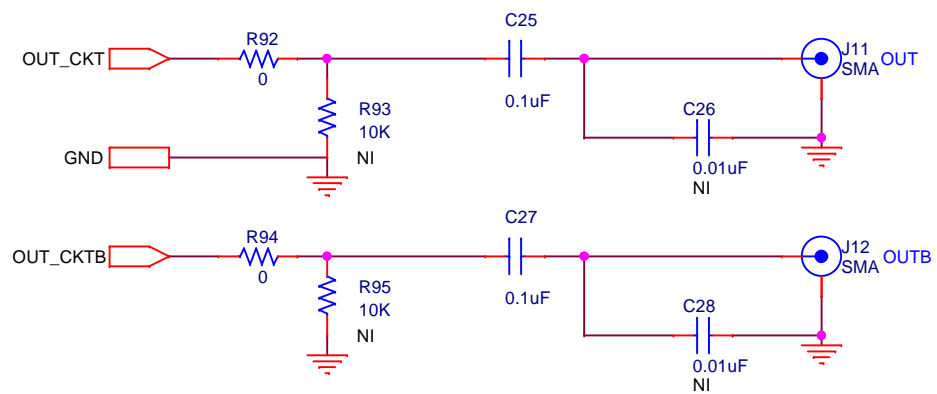 C25
R92
J11 OUT
OUT_CKT
SMA
0
0.1uF
C26
R93
10K
NI
GND
0.01uF
NI
C27
R94
J12 OUTB
OUT_CKTB
SMA
0
0.1uF
C28
R95
10K
NI
0.01uF
NI